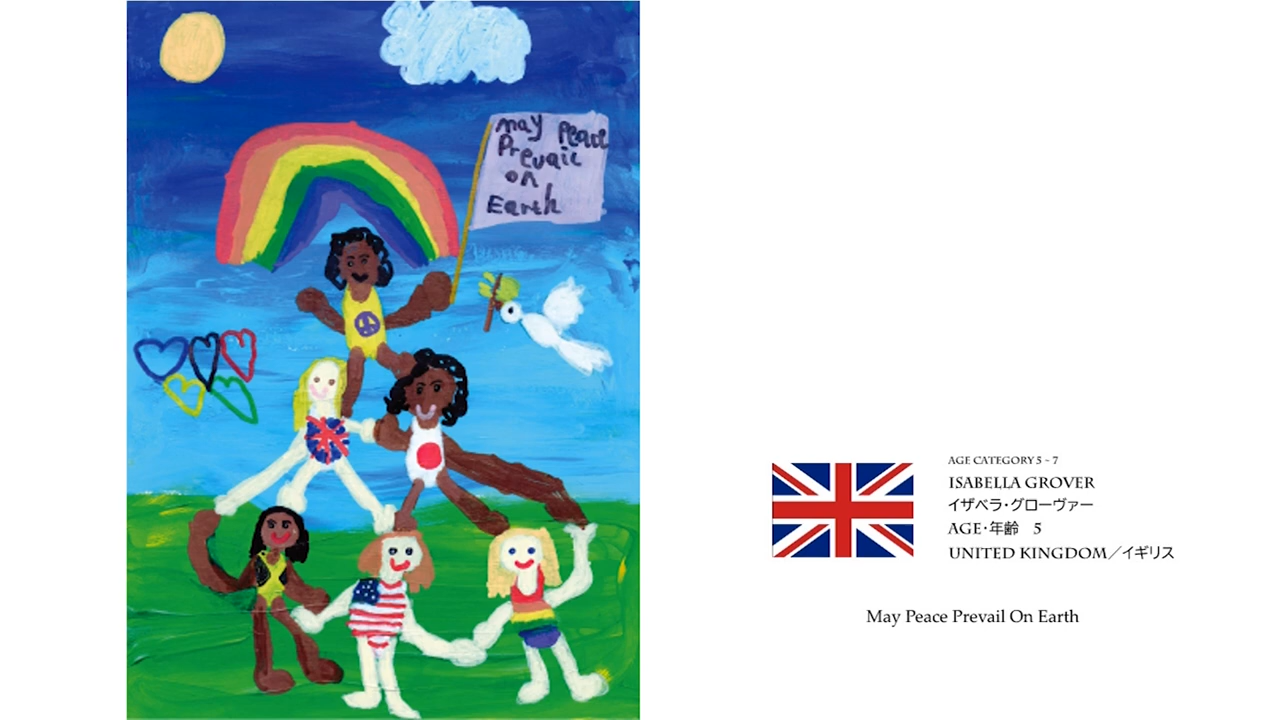 may Peace
Prevail
on
Earth
AGE CATEGORY 5 - 7
ISABELLA GROVER
イザベラ・グローヴァー
AGE・年齢 5
UNITED KINGDOM／イギリス
May Peace Prevail On Earth